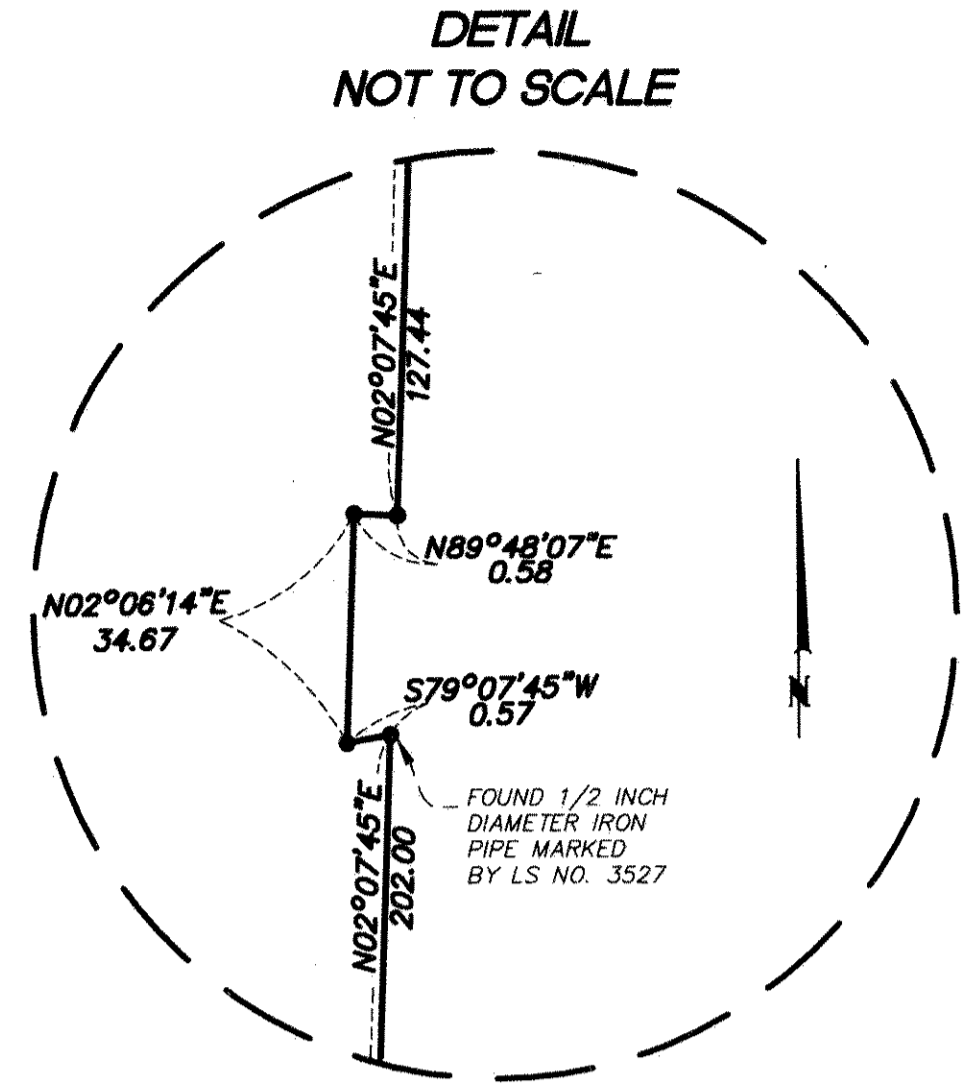 DETAIL
NOT TO SCALE
N02°07'45"E
127.44
N89°48'07"E
0.58
N02°06'14"E
34.67
S79°07'45"W
0.57
N
FOUND 1/2 INCH
DIAMETER IRON
PIPE MARKED
BY LS NO. 3527
N02°07'45"E
202.00